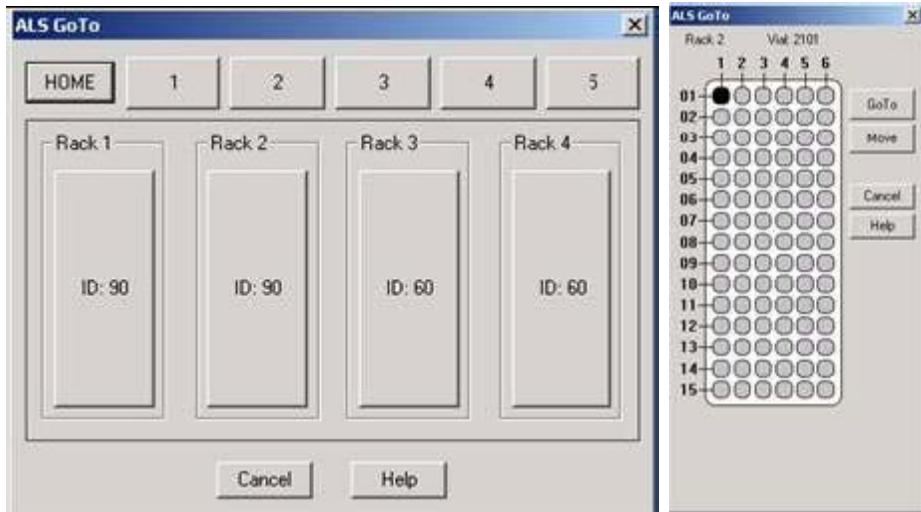 ALS GoTo
HOME 1 2 3 4 5
Rack 1 Rack 2 Rack 3 Rack 4
ID: 90 ID: 90 ID: 60 ID: 60
Cancel Help
ALS GoTo
Rack 2 Vial: 2101
1 2 3 4 5 6
01
GoTo
02
03
Move
04
05
06
Cancel
07
Help
08
09
10
11
12
13
14
15